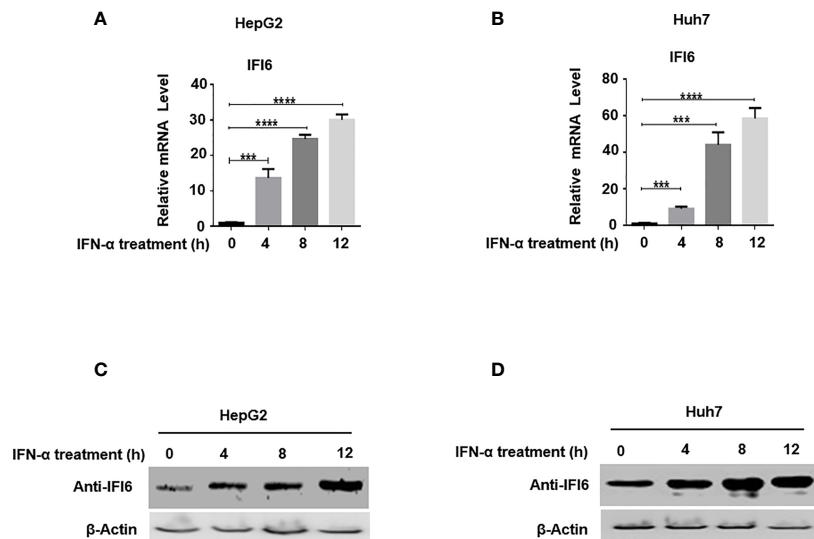 A
HepG2
IFI6
Relative mRNA Level
40
30
20
10
0
****
****
***
IFN-α treatment (h)
0 4 8 12
B
Huh7
IFI6
Relative mRNA Level
80
60
40
20
0
****
***
***
IFN-α treatment (h)
0 4 8 12
C
HepG2
IFN-α treatment (h) 0 4 8 12
Anti-IFI6
β-Actin
D
Huh7
IFN-α treatment (h) 0 4 8 12
Anti-IFI6
β-Actin